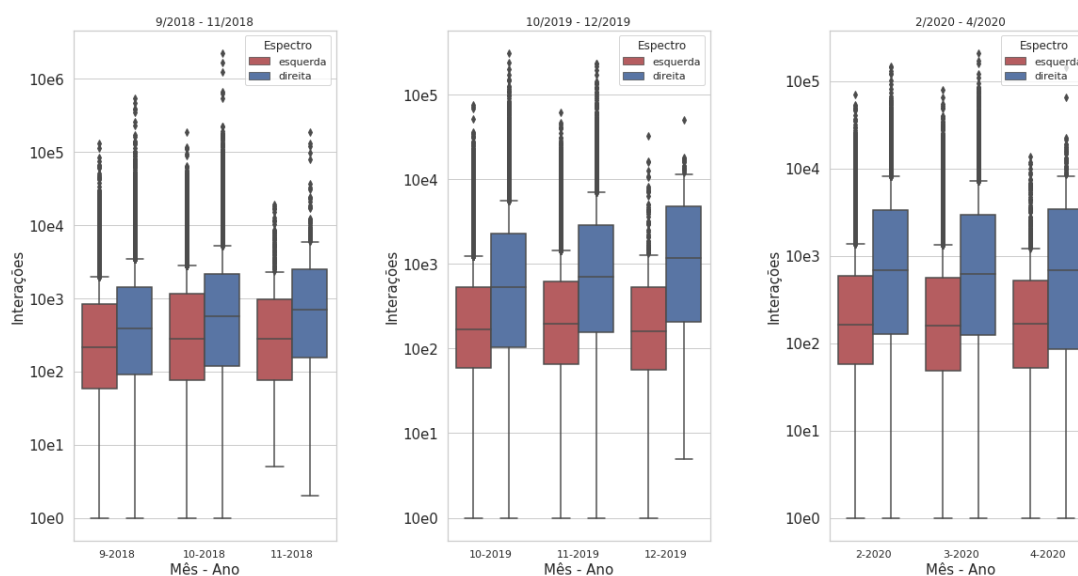 9/2018 - 11/2018
Espectro
esquerda
direita
10e6
10e5
10e4
10e3
10e2
10e1
10e0
Interações
9-2018
10-2018
11-2018
Mês - Ano
10/2019 - 12/2019
Espectro
esquerda
direita
10e5
10e4
10e3
10e2
10e1
10e0
Interações
10-2019
11-2019
12-2019
Mês - Ano
2/2020 - 4/2020
Espectro
esquerda
direita
10e5
10e4
10e3
10e2
10e1
10e0
Interações
2-2020
3-2020
4-2020
Mês - Ano